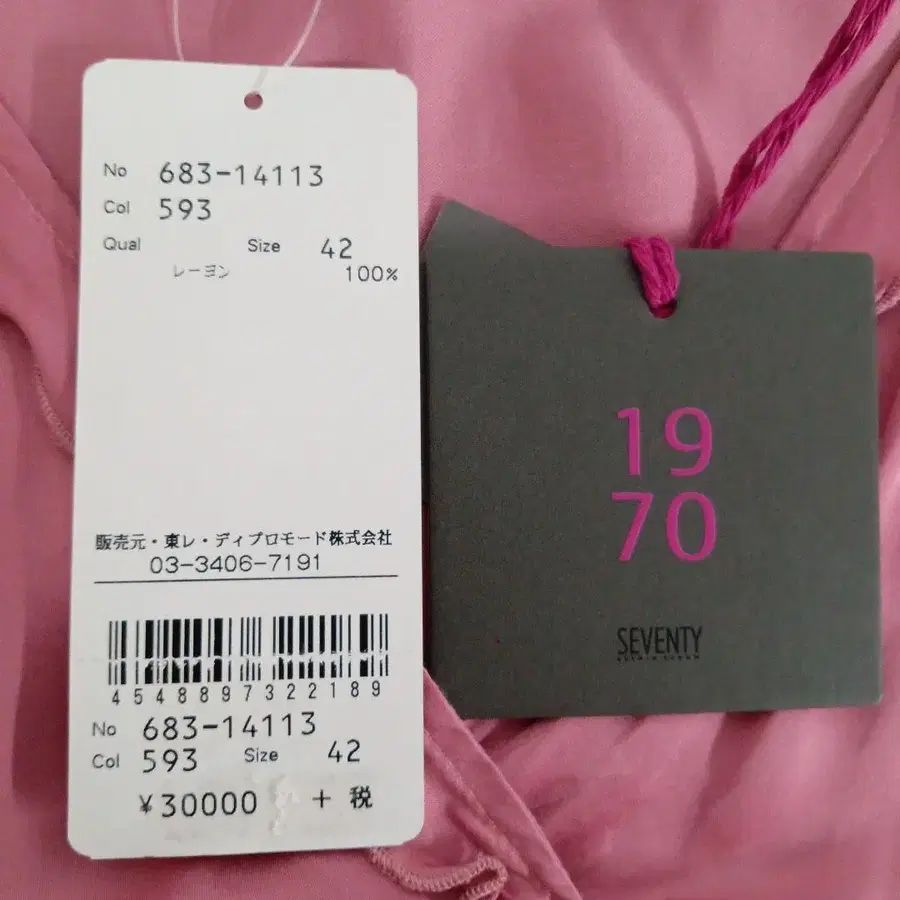 No 683-14113
Col 593
Qual Size 42
レーヨン 100%
販売元・東レ・ディプロモード株式会社
03-3406-7191
4548897322189
No 683-14113
Col 593 Size 42
¥30000 + 税
19
70
SEVENTY